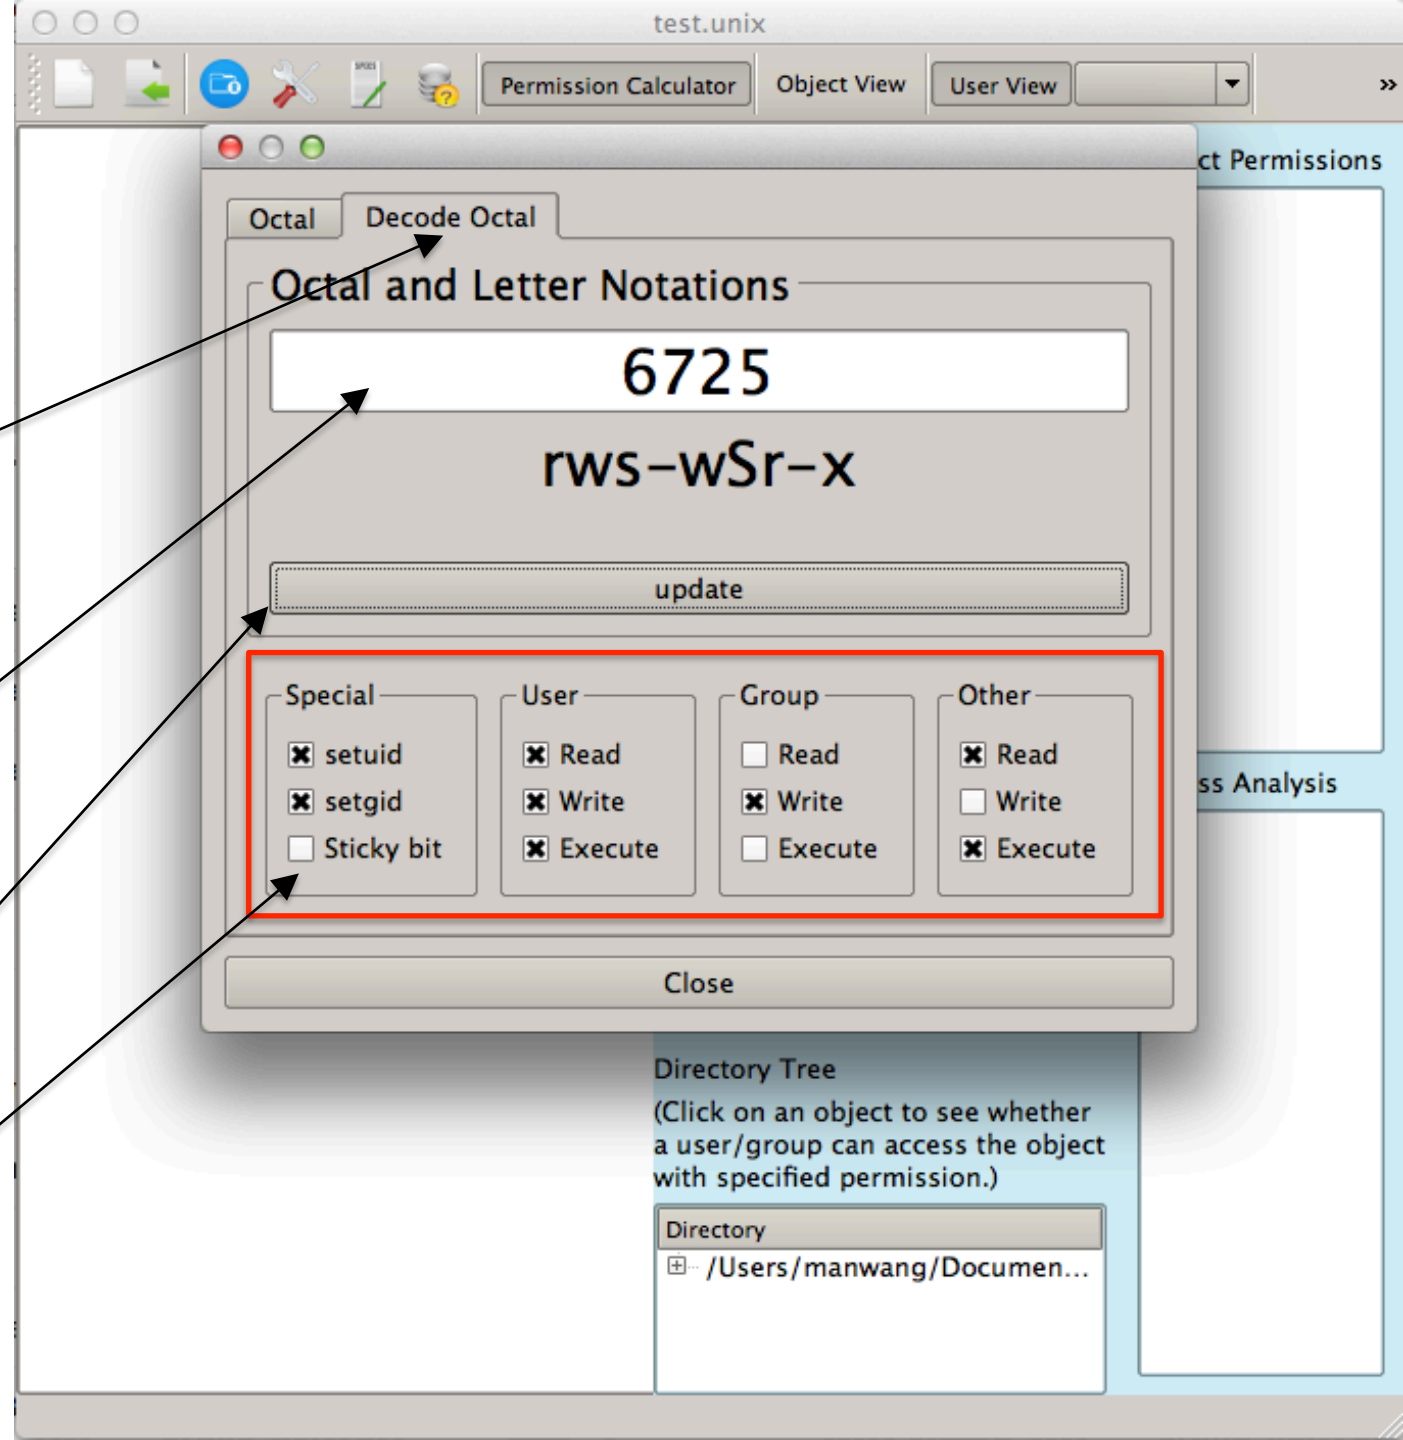 test.unix
Permission Calculator Object View User View »
ct Permissions
Octal Decode Octal
Octal and Letter Notations
6725
rws-wSr-x
update
Special User Group Other
setuid Read Read Read
setgid Write Write Write
Sticky bit Execute Execute Execute
ss Analysis
Close
Directory Tree
(Click on an object to see whether
a user/group can access the object
with specified permission.)
Directory
/Users/manwang/Documen...